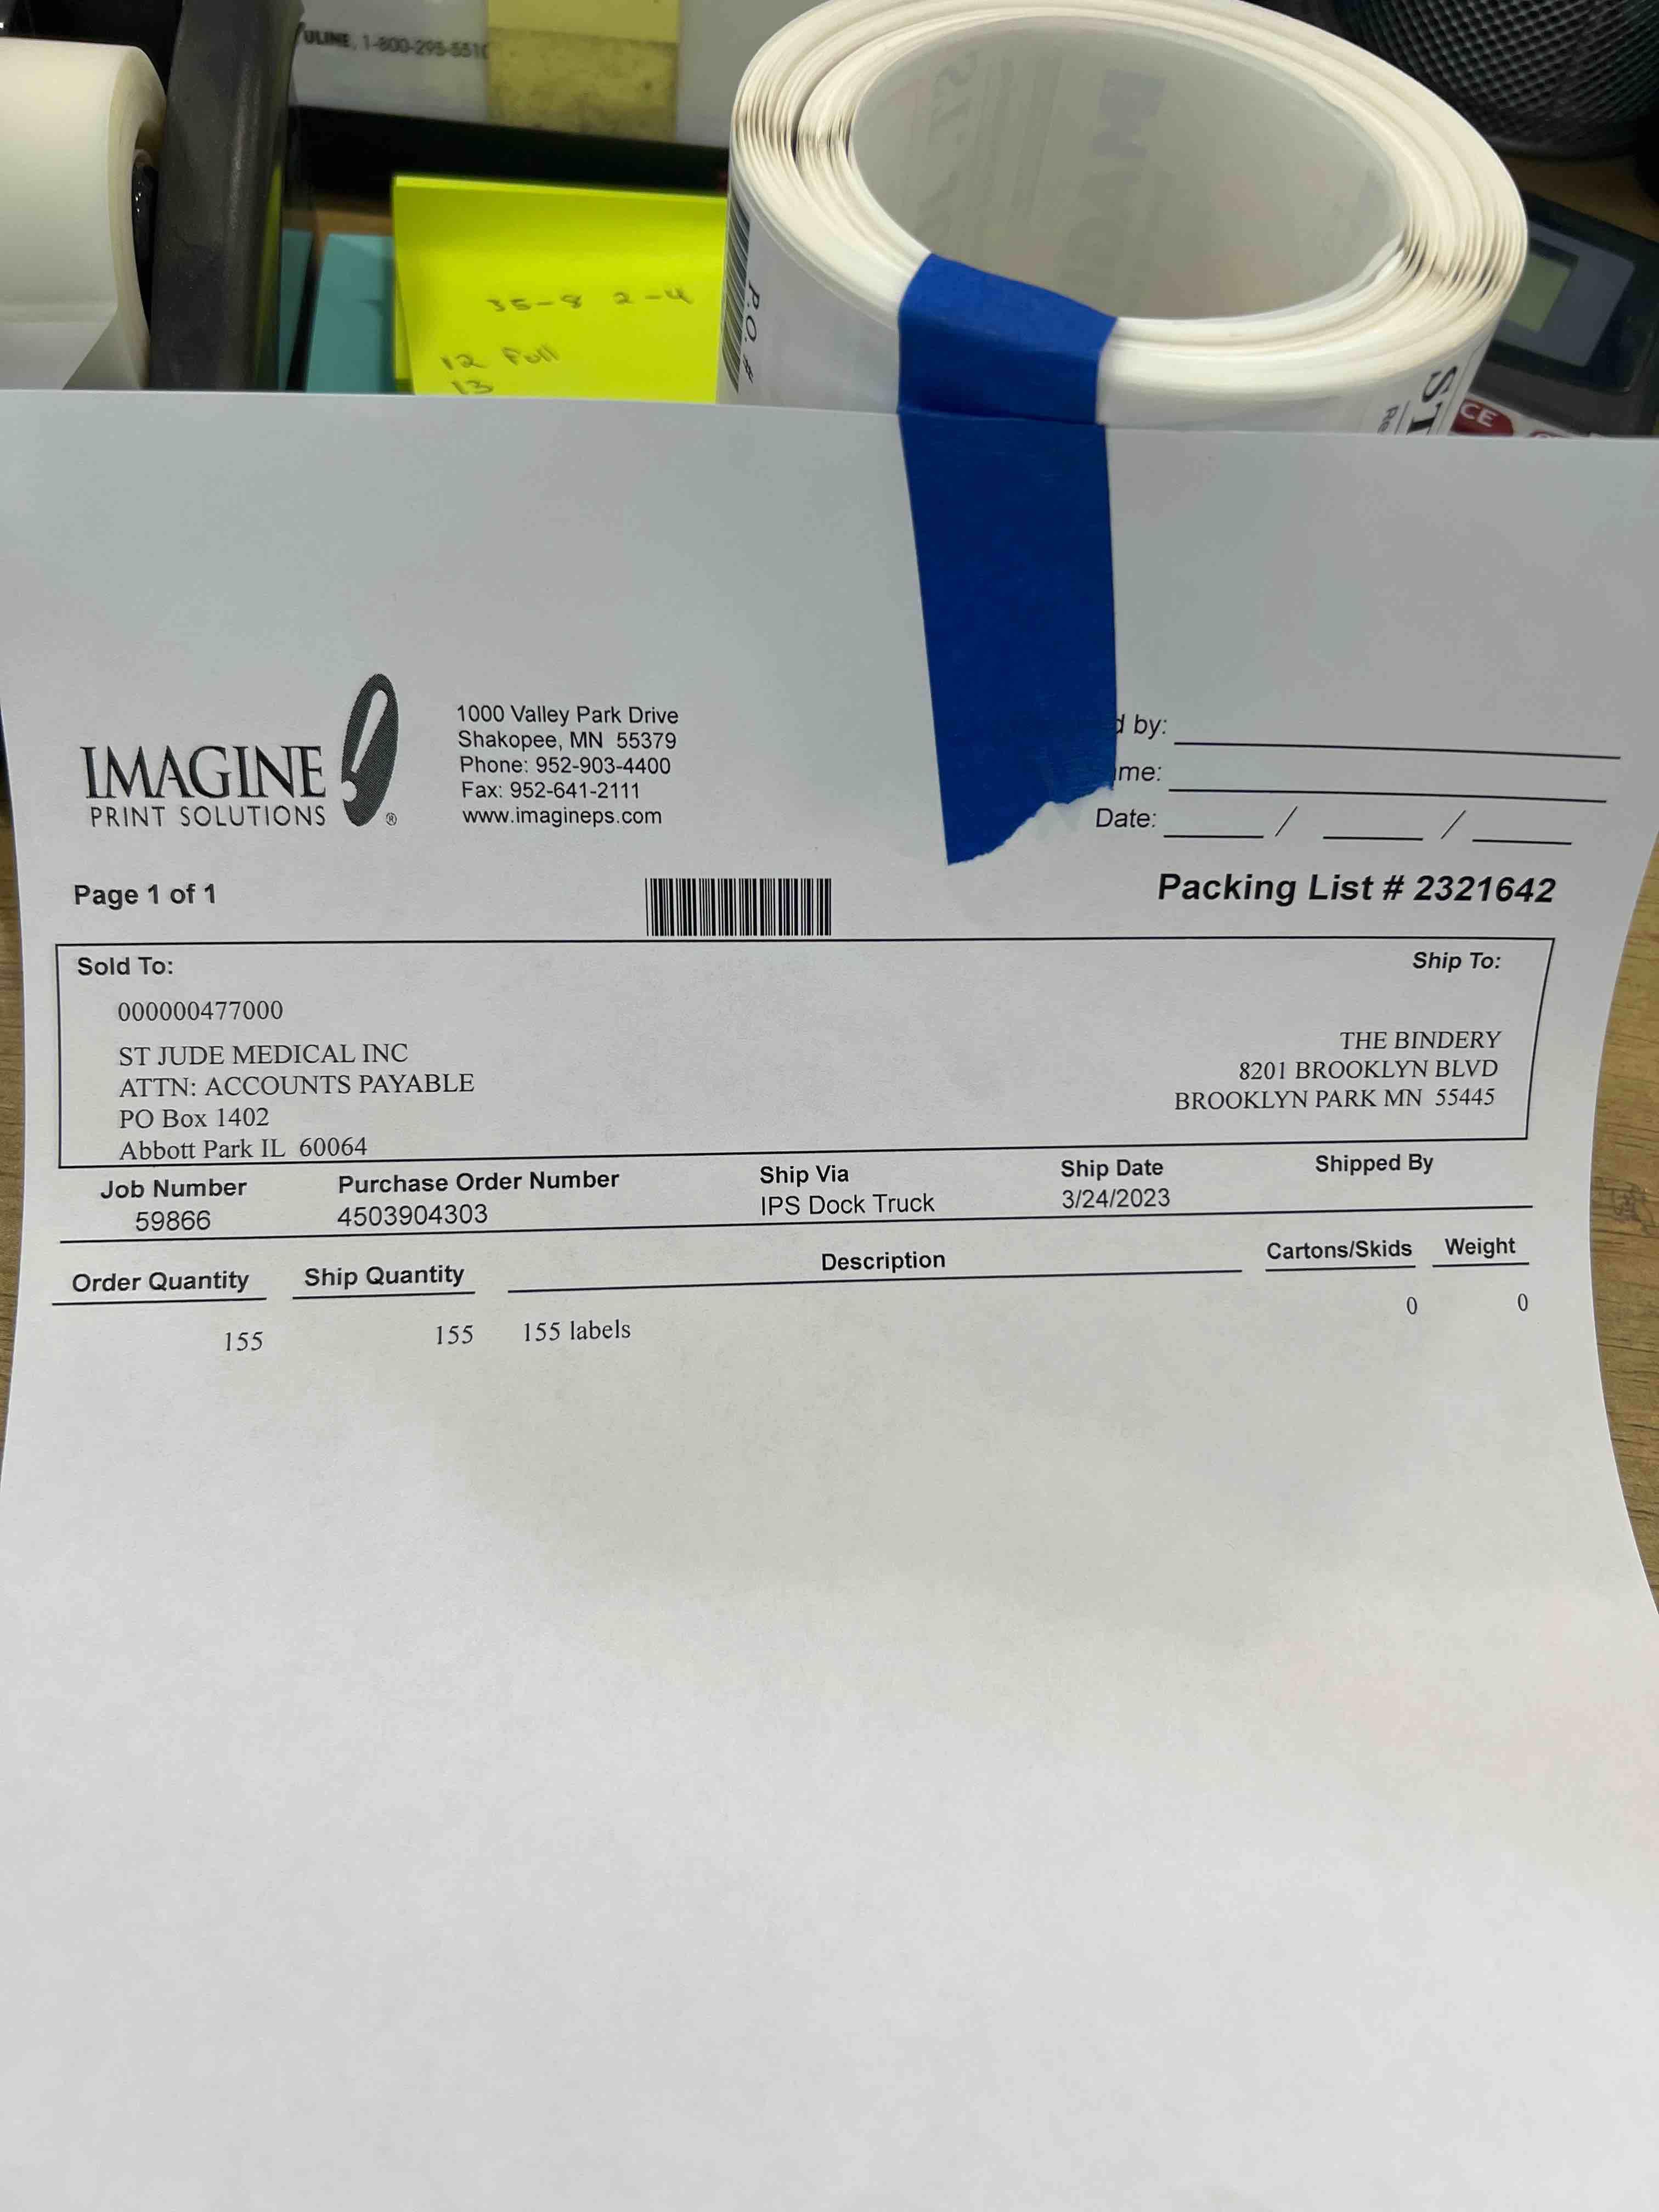 ULINE, 1-800-295-551
35-8 2-4
12 Full
13
P.O. #
ST
Re
CE
IMAGINE!
PRINT SOLUTIONS ®
1000 Valley Park Drive
Shakopee, MN 55379
Phone: 952-903-4400
Fax: 952-641-2111
www.imagineps.com
d by:
me:
Date: / /
Page 1 of 1
Packing List # 2321642
Sold To:
000000477000
ST JUDE MEDICAL INC
ATTN: ACCOUNTS PAYABLE
PO Box 1402
Abbott Park IL 60064
Ship To:
THE BINDERY
8201 BROOKLYN BLVD
BROOKLYN PARK MN 55445
Job Number Purchase Order Number Ship Via Ship Date Shipped By
59866 4503904303 IPS Dock Truck 3/24/2023
Order Quantity Ship Quantity Description Cartons/Skids Weight
155 155 155 labels 0 0